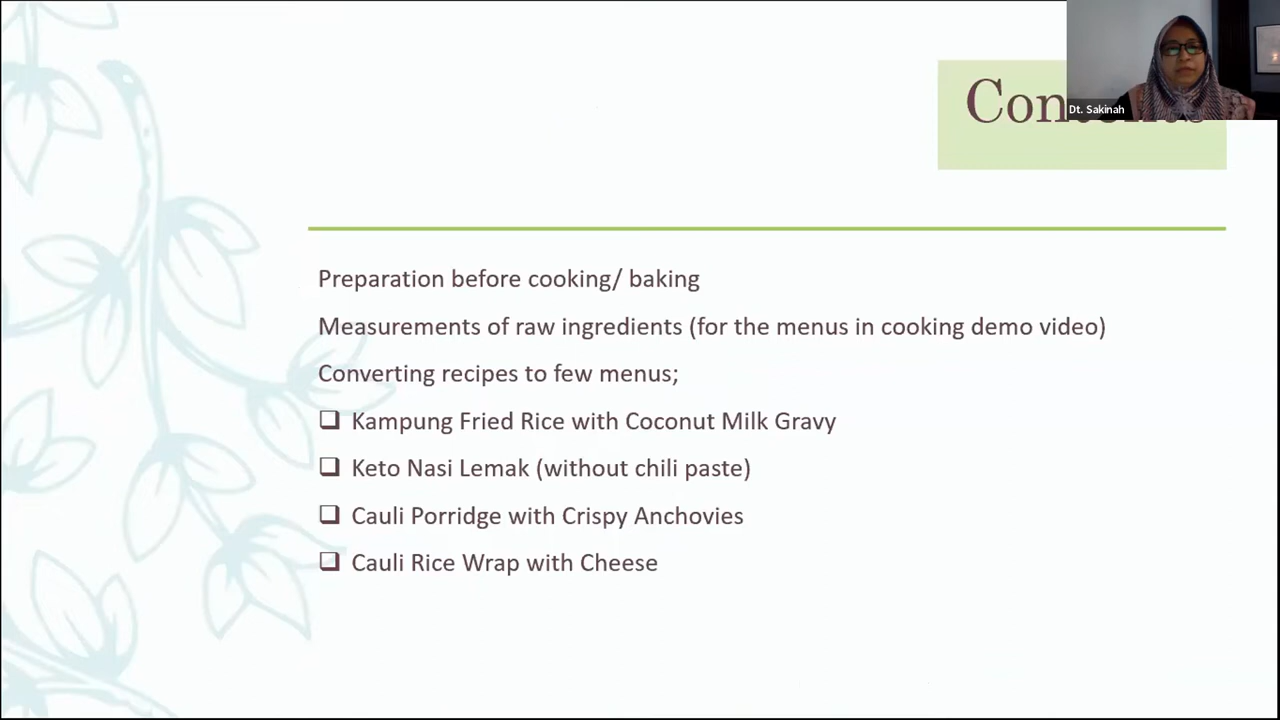 Dt. Sakinah
Preparation before cooking/ baking
Measurements of raw ingredients (for the menus in cooking demo video)
Converting recipes to few menus;
Kampung Fried Rice with Coconut Milk Gravy
Keto Nasi Lemak (without chili paste)
Cauli Porridge with Crispy Anchovies
Cauli Rice Wrap with Cheese